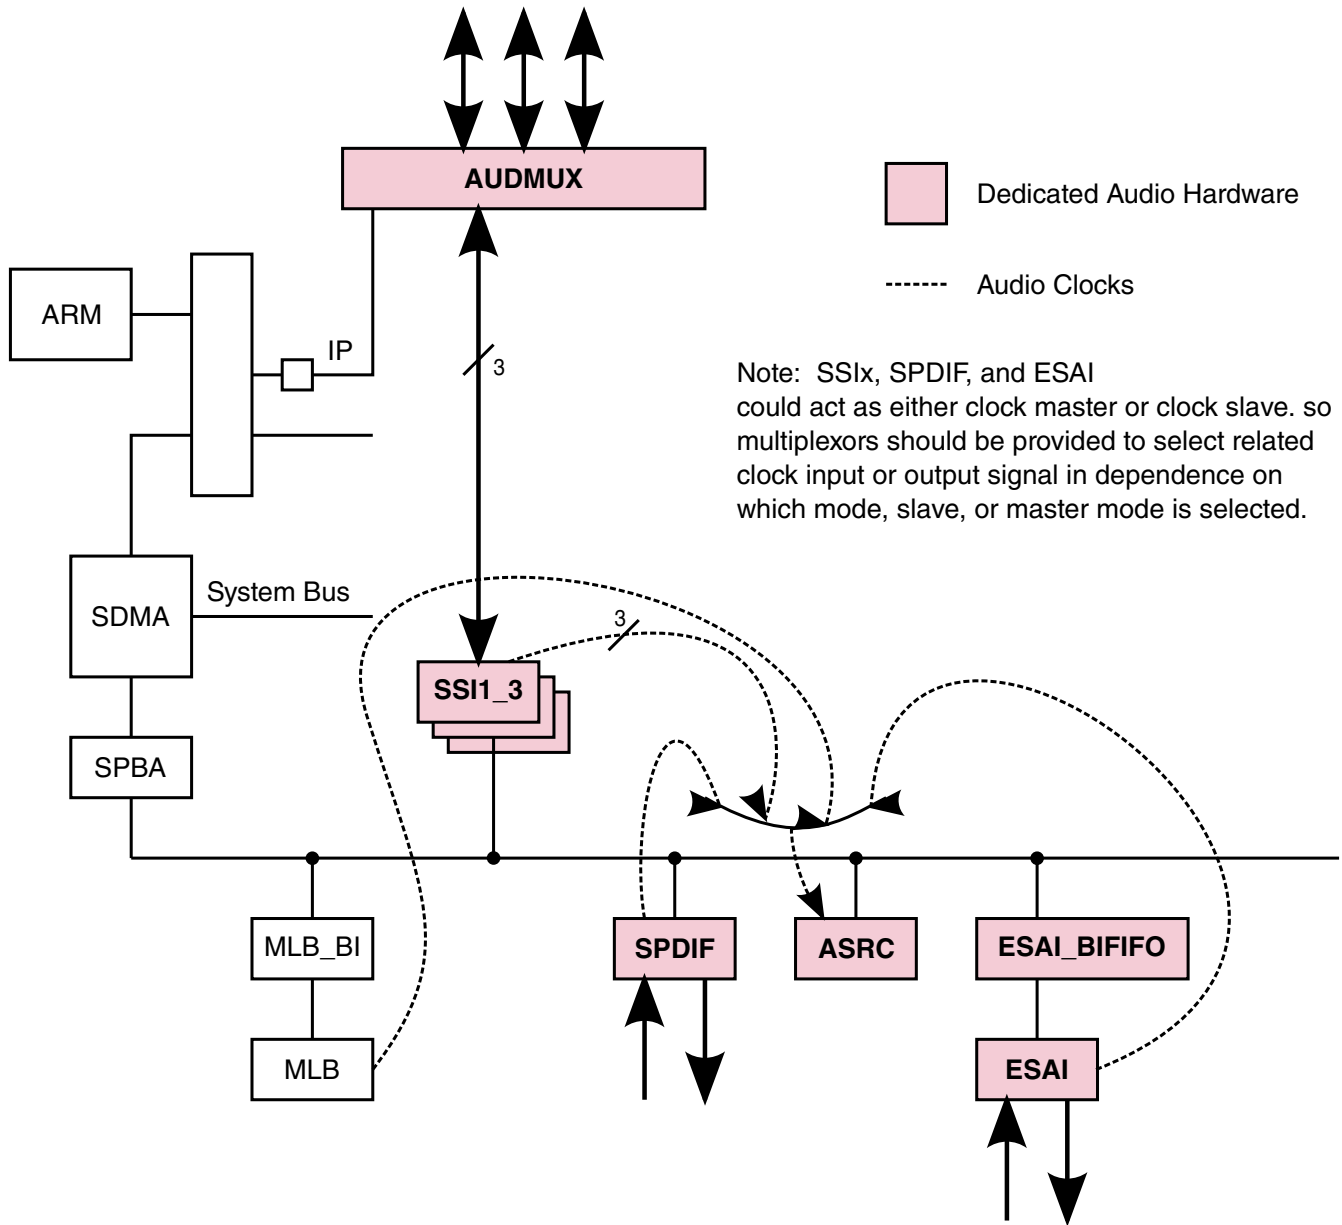 AUDMUX
Dedicated Audio Hardware
ARM
Audio Clocks
IP
3
Note: SSIx, SPDIF, and ESAI
could act as either clock master or clock slave. so
multiplexors should be provided to select related
clock input or output signal in dependence on
which mode, slave, or master mode is selected.
System Bus
SDMA
3
SSI1_3
SPBA
MLB_BI
SPDIF
ASRC
ESAI_BIFIFO
MLB
ESAI